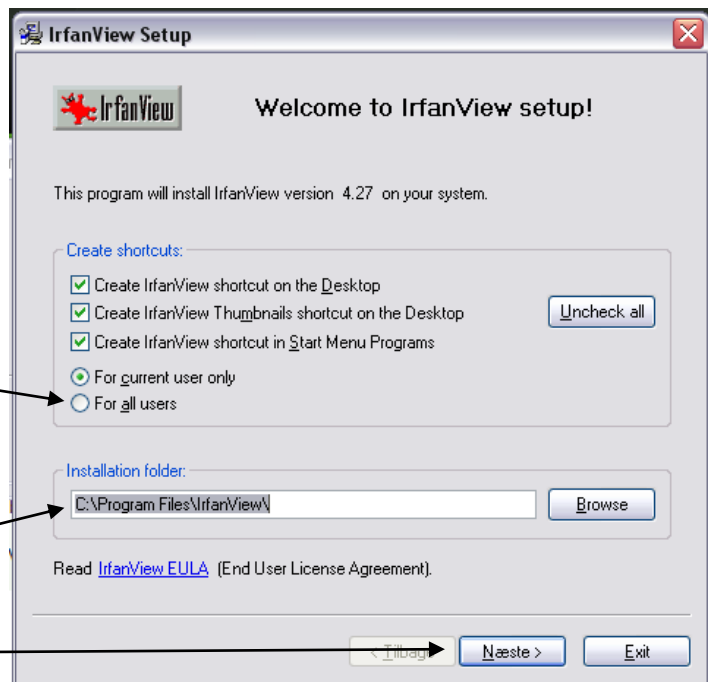 IrfanView Setup
IrfanView
Welcome to IrfanView setup!
This program will install IrfanView version 4.27 on your system.
Create shortcuts:
Create IrfanView shortcut on the Desktop
Create IrfanView Thumbnails shortcut on the Desktop
Uncheck all
Create IrfanView shortcut in Start Menu Programs
For current user only
For all users
Installation folder:
C:\Program Files\IrfanView\
Browse
Read IrfanView EULA (End User License Agreement).
< Tilbage
Næste >
Exit